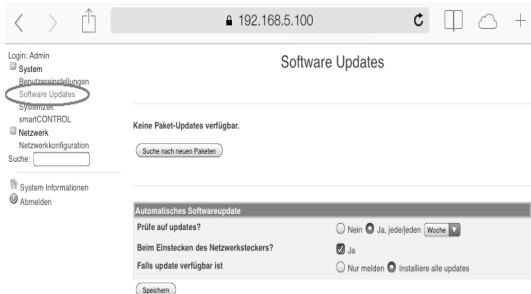 192.168.5.100
Login: Admin
System
Benutzereinstellungen
Software Updates
Systemzeit
smartCONTROL
Netzwerk
Netzwerkkonfiguration
Suche:
System Informationen
Abmelden
Software Updates
Keine Paket-Updates verfügbar.
Suche nach neuen Paketen
Automatisches Softwareupdate
Prüfe auf updates? Nein Ja, jede/jeden Woche
Beim Einstecken des Netzwerksteckers? Ja
Falls update verfügbar ist Nur melden Installiere alle updates
Speichern